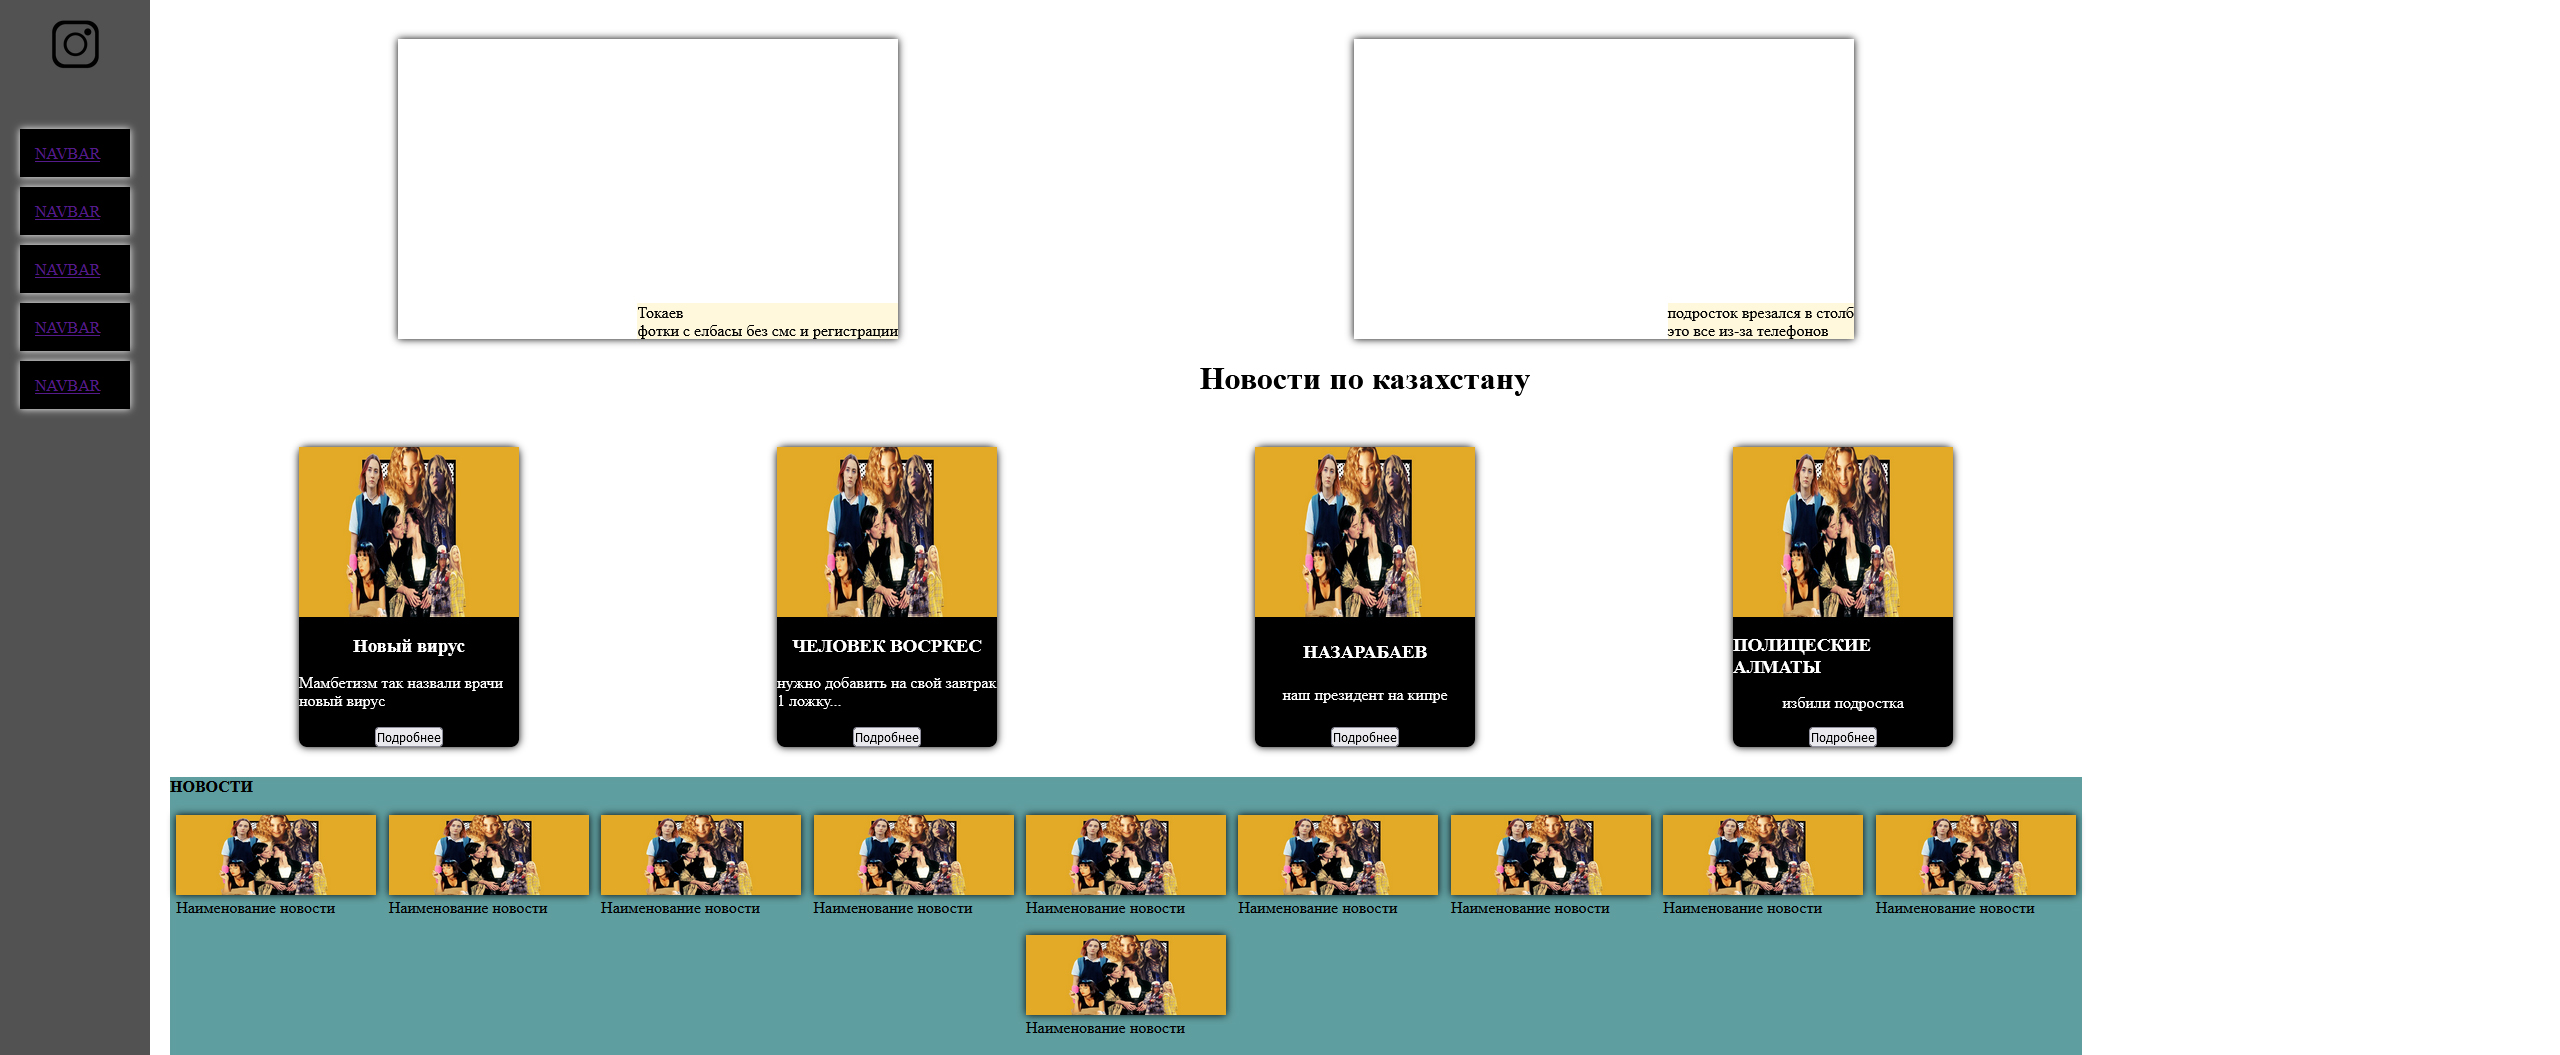 NAVBAR
NAVBAR
NAVBAR
NAVBAR
NAVBAR
Токаев
фотки с елбасы без смс и регистрации
подросток врезался в столб
это все из-за телефонов
Новости по казахстану
Новый вирус
Мамбетизм так назвали врачи
новый вирус
Подробнее
ЧЕЛОВЕК ВОСРКЕС
нужно добавить на свой завтрак
1 ложку...
Подробнее
НАЗАРАБАЕВ
наш президент на кипре
Подробнее
ПОЛИЦЕСКИЕ
АЛМАТЫ
избили подростка
Подробнее
НОВОСТИ
Наименование новости
Наименование новости
Наименование новости
Наименование новости
Наименование новости
Наименование новости
Наименование новости
Наименование новости
Наименование новости
Наименование новости